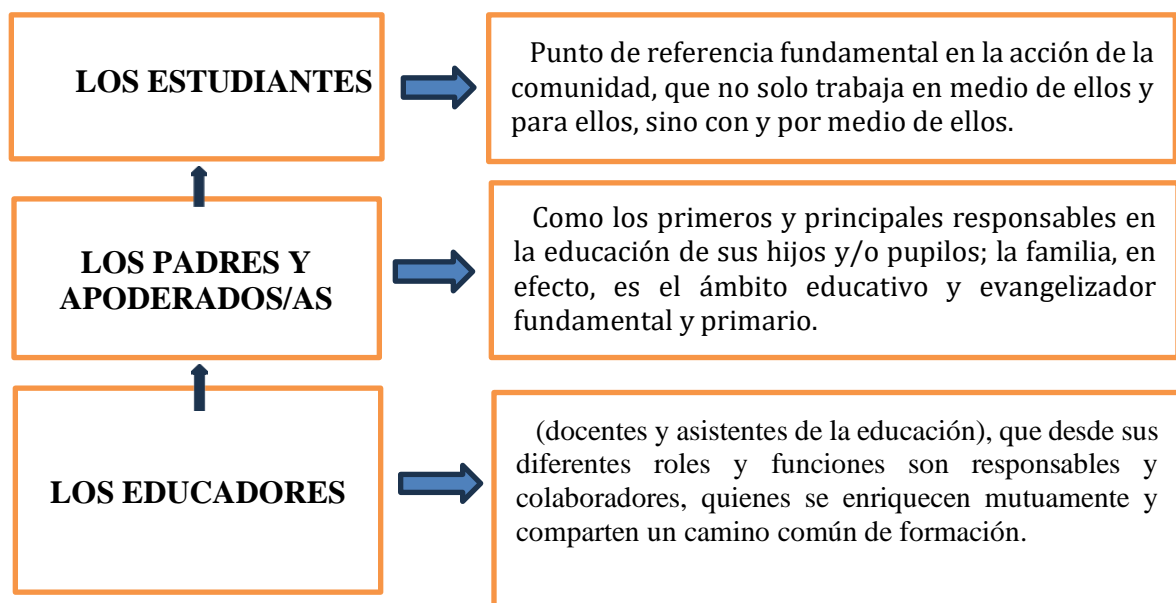 LOS ESTUDIANTES
Punto de referencia fundamental en la acción de la
comunidad, que no solo trabaja en medio de ellos y
para ellos, sino con y por medio de ellos.
LOS PADRES Y
APODERADOS/AS
Como los primeros y principales responsables en
la educación de sus hijos y/o pupilos; la familia, en
efecto, es el ámbito educativo y evangelizador
fundamental y primario.
LOS EDUCADORES
(docentes y asistentes de la educación), que desde sus
diferentes roles y funciones son responsables y
colaboradores, quienes se enriquecen mutuamente y
comparten un camino común de formación.